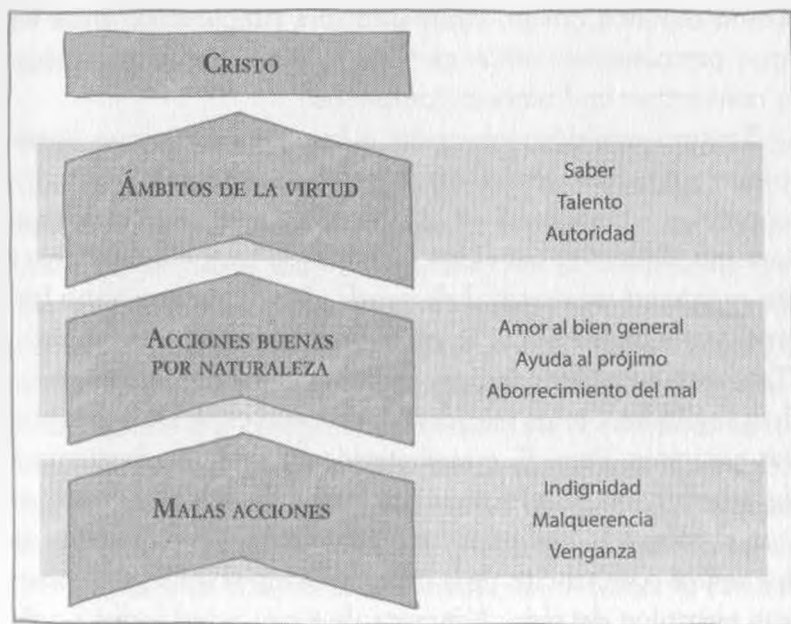 CRISTO
ÁMBITOS DE LA VIRTUD
Saber
Talento
Autoridad
ACCIONES BUENAS
POR NATURALEZA
Amor al bien general
Ayuda al prójimo
Aborrecimiento del mal
MALAS ACCIONES
Indignidad
Malquerencia
Venganza